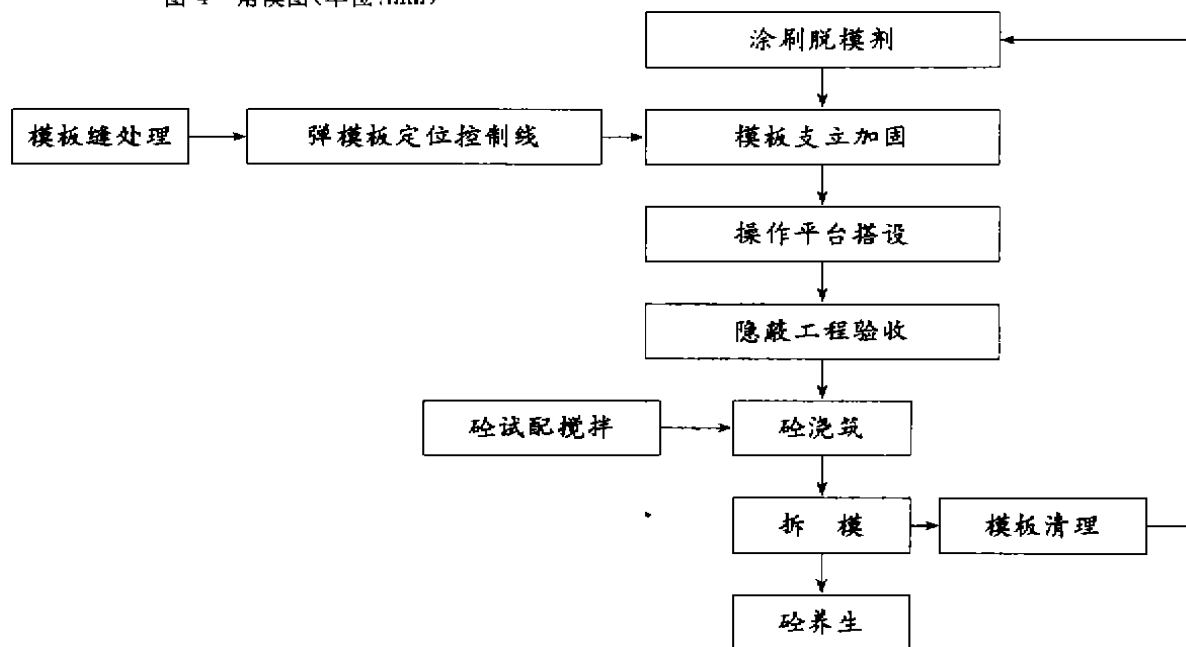 涂刷脱模剂
模板缝处理
弹模板定位控制线
模板支立加固
操作平台搭设
隐蔽工程验收
砼试配搅拌
砼浇筑
拆 模
模板清理
砼养生